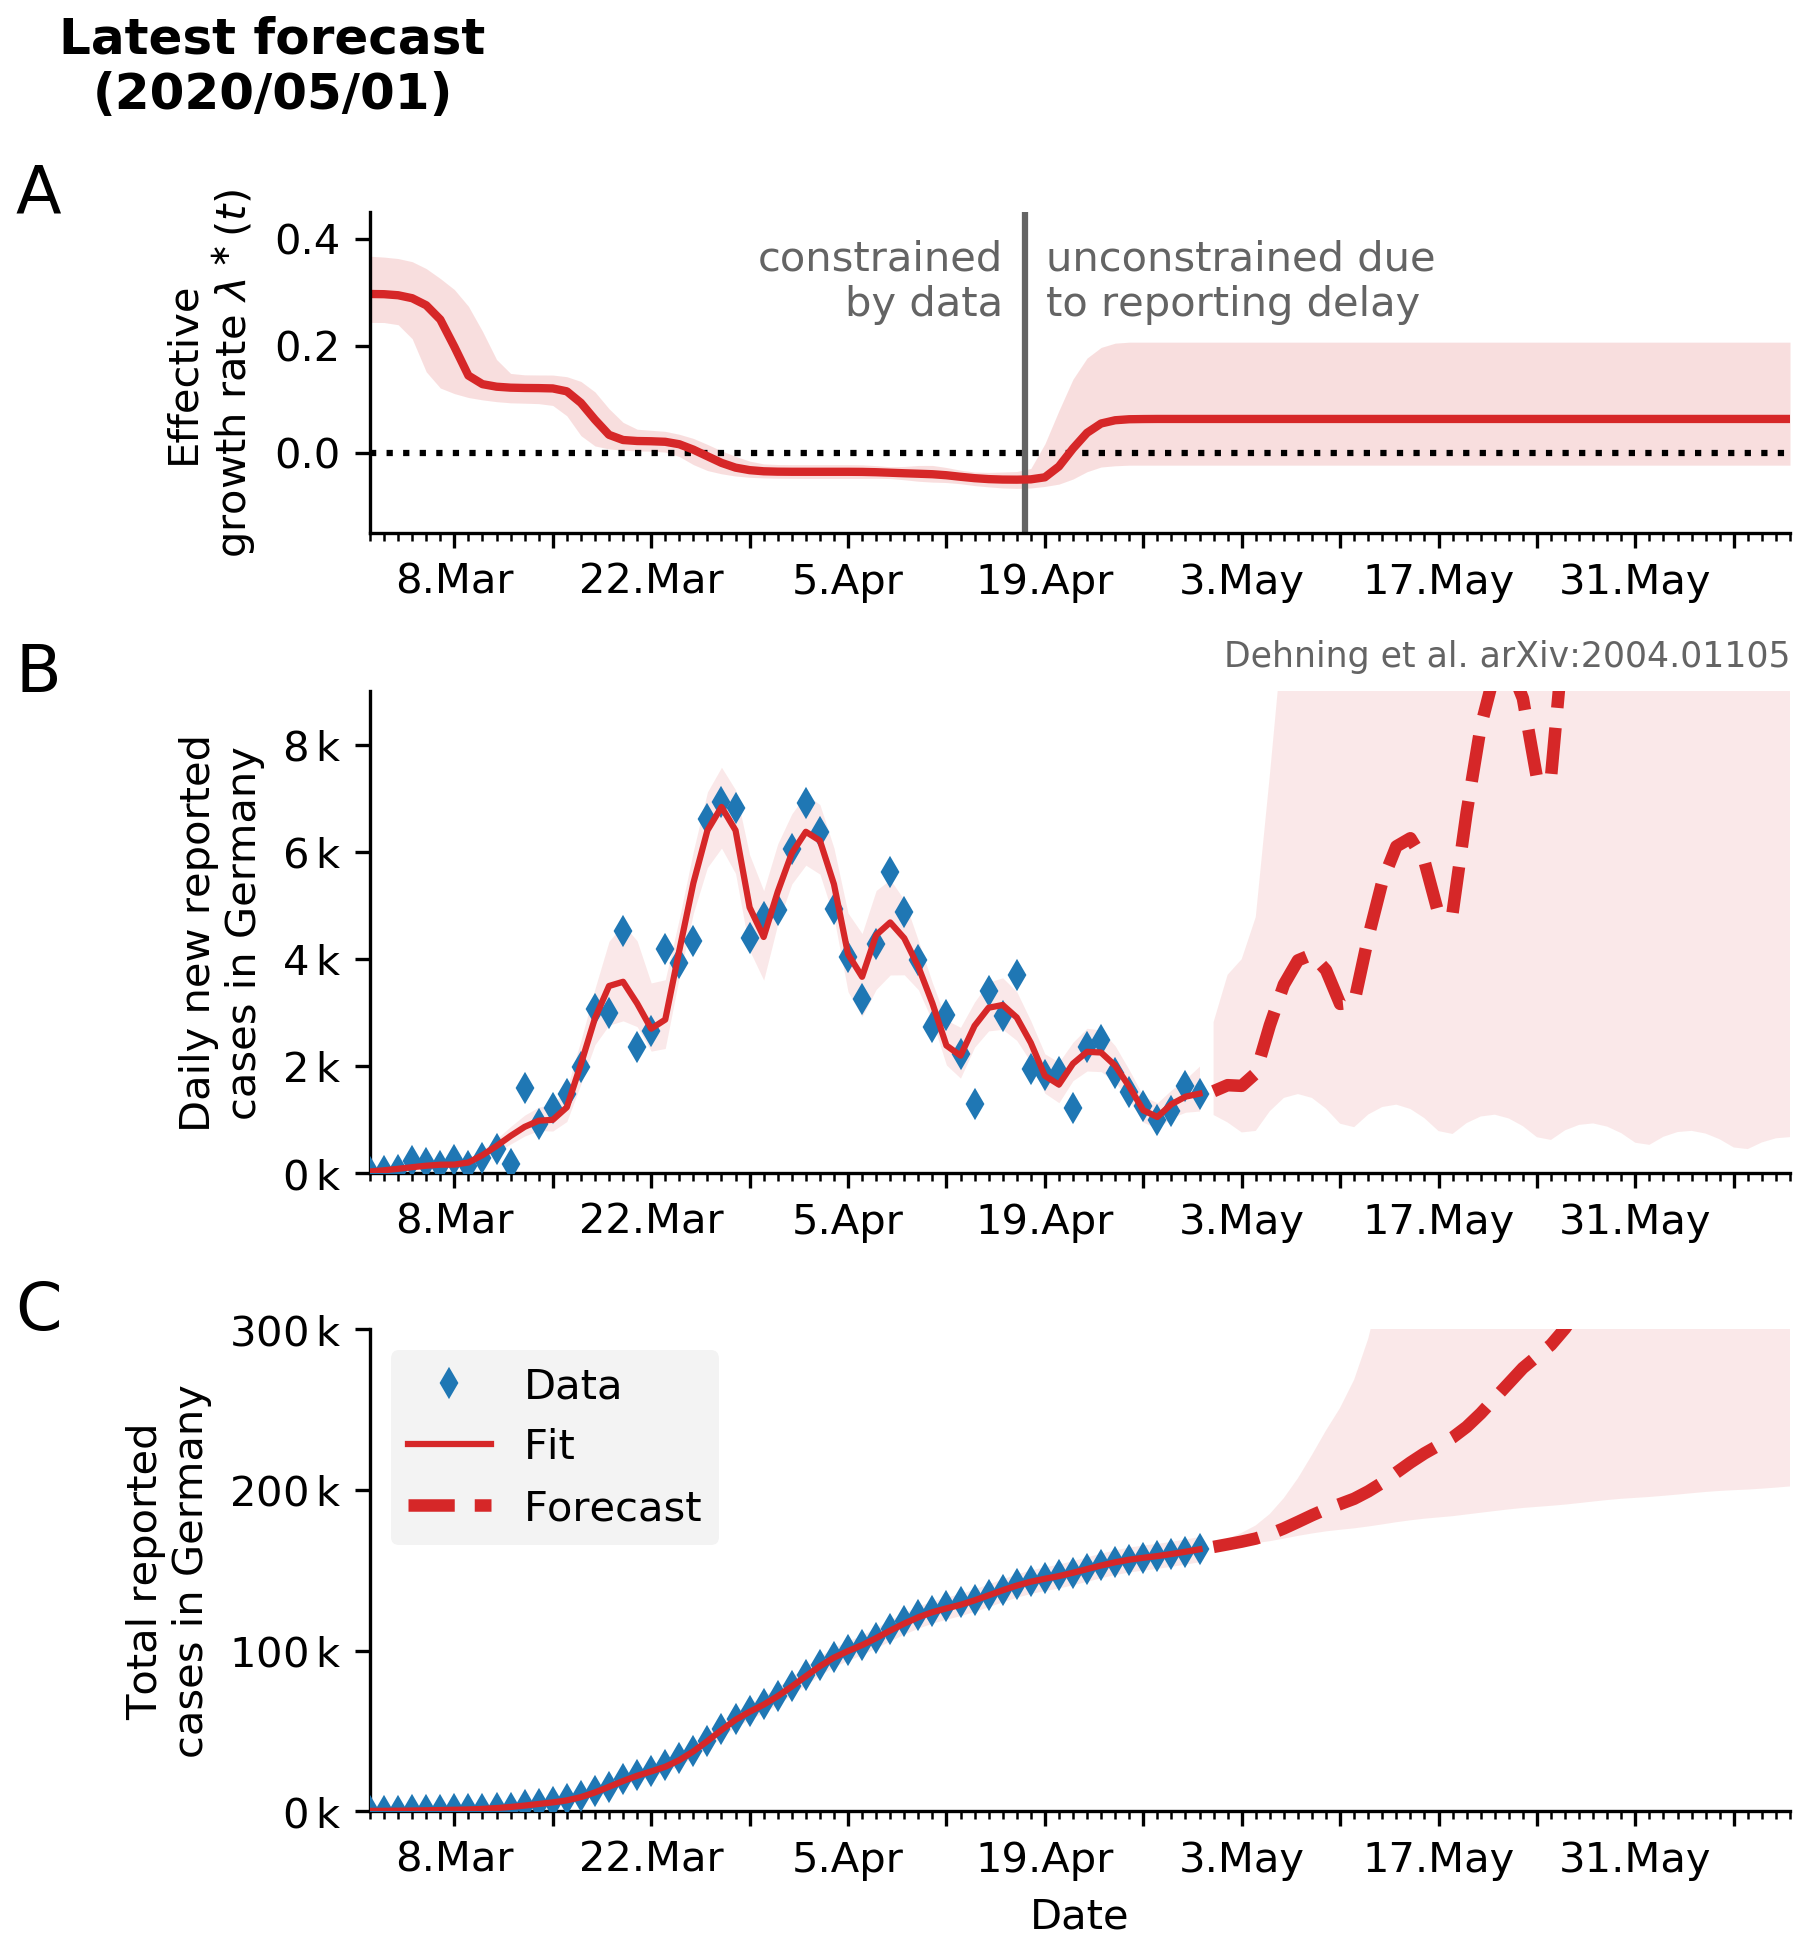 Latest forecast
(2020/05/01)
A
Effective
growth rate λ * (t)
0.4
0.2
0.0
constrained
by data
unconstrained due
to reporting delay
8.Mar 22.Mar 5.Apr 19.Apr 3.May 17.May 31.May
B
Dehning et al. arXiv:2004.01105
Daily new reported
cases in Germany
8 k
6 k
4 k
2 k
0 k
8.Mar 22.Mar 5.Apr 19.Apr 3.May 17.May 31.May
C
Total reported
cases in Germany
300 k
200 k
100 k
0 k
Data
Fit
Forecast
8.Mar 22.Mar 5.Apr 19.Apr 3.May 17.May 31.May
Date